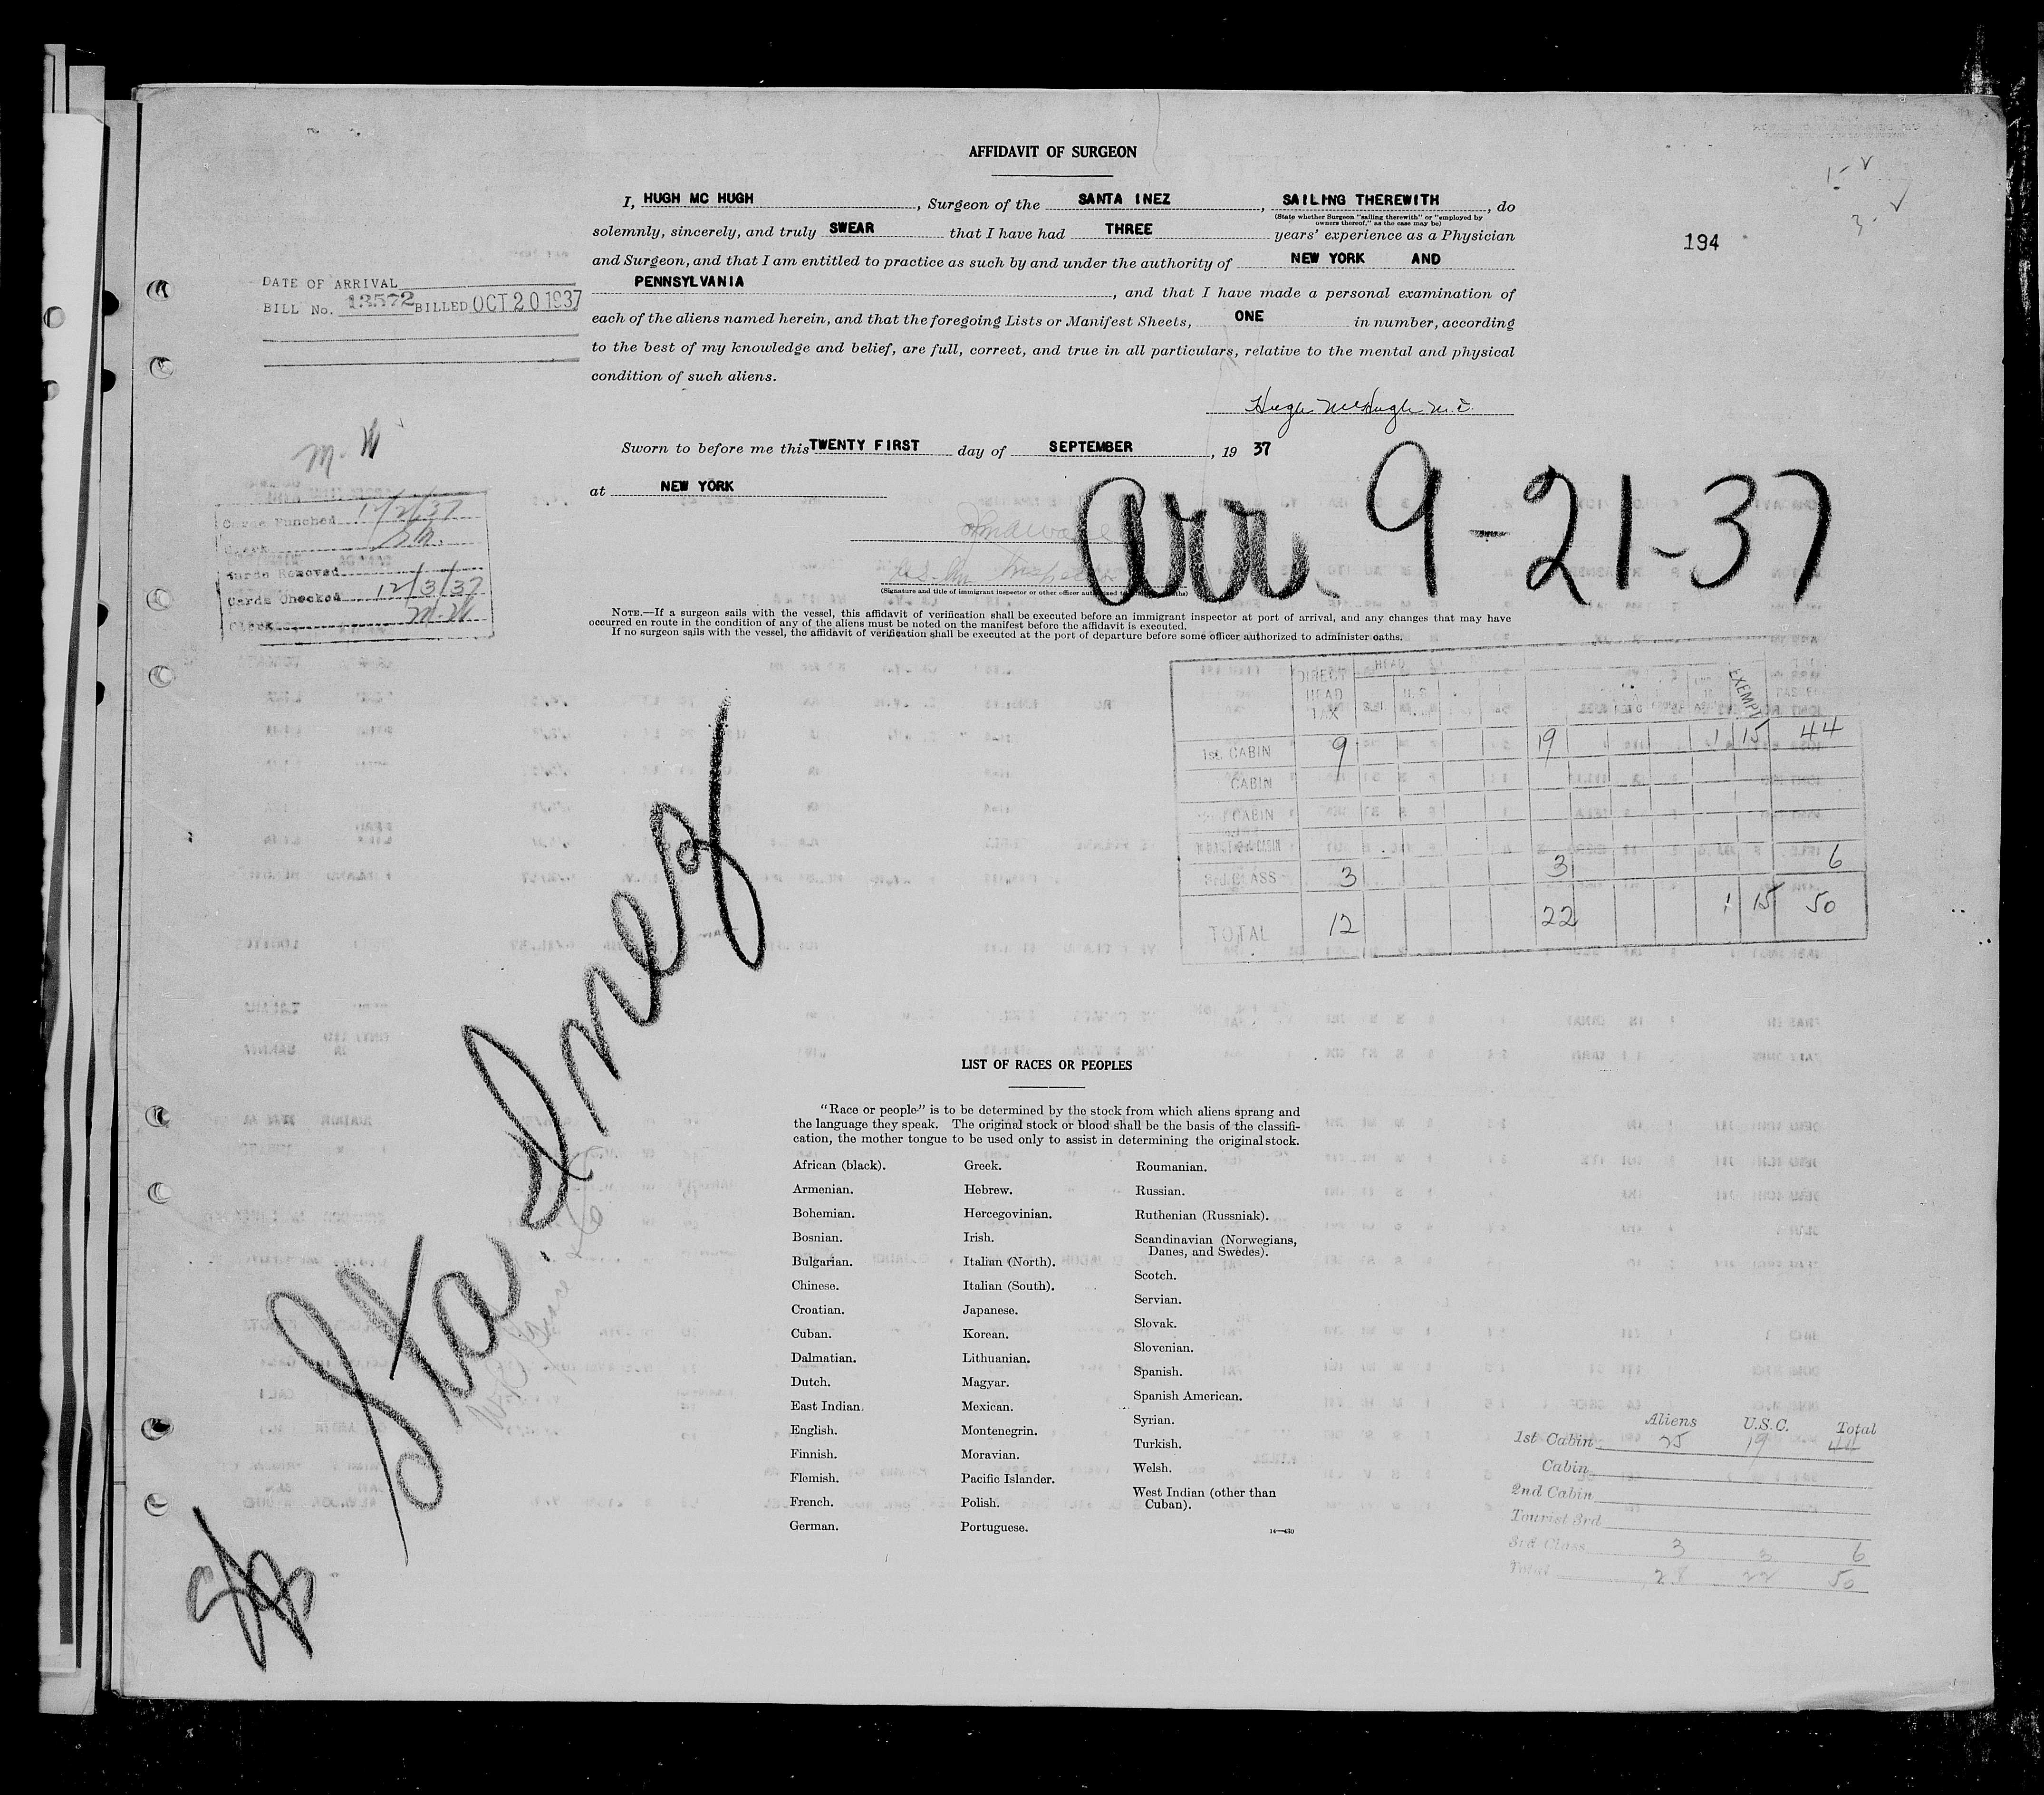 AFFIDAVIT OF SURGEON
I, HUGH MC HUGH, Surgeon of the SANTA INEZ, SAILING THEREWITH, do
(State whether Surgeon "sailing therewith" or "employed by
owners thereof," as the case may be)
solemnly, sincerely, and truly SWEAR that I have had THREE years' experience as a Physician
and Surgeon, and that I am entitled to practice as such by and under the authority of NEW YORK AND
PENNSYLVANIA, and that I have made a personal examination of
each of the aliens named herein, and that the foregoing Lists or Manifest Sheets, ONE in number, according
to the best of my knowledge and belief, are full, correct, and true in all particulars, relative to the mental and physical
condition of such aliens.
194
DATE OF ARRIVAL
BILL No. 13572 BILLED OCT 20 1937
Hugh McHugh M.D.
Sworn to before me this TWENTY FIRST day of SEPTEMBER, 19 37
at NEW YORK
arr. 9-21-37
M. W
Cards Punched 12/2/37
Clerk
Cards Removed
Cards Checked 12/3/37
Clerk M.W.
(Signature and title of immigrant inspector or other officer authorized
NOTE.—If a surgeon sails with the vessel, this affidavit of verification shall be executed before an immigrant inspector at port of arrival, and any changes that may have
occurred en route in the condition of any of the aliens must be noted on the manifest before the affidavit is executed.
If no surgeon sails with the vessel, the affidavit of verification shall be executed at the port of departure before some officer authorized to administer oaths.
DIRECT HEAD TAX EXEMPT
1st CABIN 9 19 1 15 44
CABIN
CABIN
3rd CLASS 3 3 6
TOTAL 12 22 1 15 50
Sta. Inez
LIST OF RACES OR PEOPLES
"Race or people" is to be determined by the stock from which aliens sprang and
the language they speak. The original stock or blood shall be the basis of the classifi-
cation, the mother tongue to be used only to assist in determining the original stock.
African (black).
Armenian.
Bohemian.
Bosnian.
Bulgarian.
Chinese.
Croatian.
Cuban.
Dalmatian.
Dutch.
East Indian.
English.
Finnish.
Flemish.
French.
German.
Greek.
Hebrew.
Hercegovinian.
Irish.
Italian (North).
Italian (South).
Japanese.
Korean.
Lithuanian.
Magyar.
Mexican.
Montenegrin.
Moravian.
Pacific Islander.
Polish.
Portuguese.
Roumanian.
Russian.
Ruthenian (Russniak).
Scandinavian (Norwegians,
Danes, and Swedes).
Scotch.
Servian.
Slovak.
Slovenian.
Spanish.
Spanish American.
Syrian.
Turkish.
Welsh.
West Indian (other than
Cuban).
14—430
Aliens U.S.C. Total
1st Cabin 25 19 44
Cabin
2nd Cabin
Tourist 3rd
3rd Class 3 3 6
Total 28 22 50